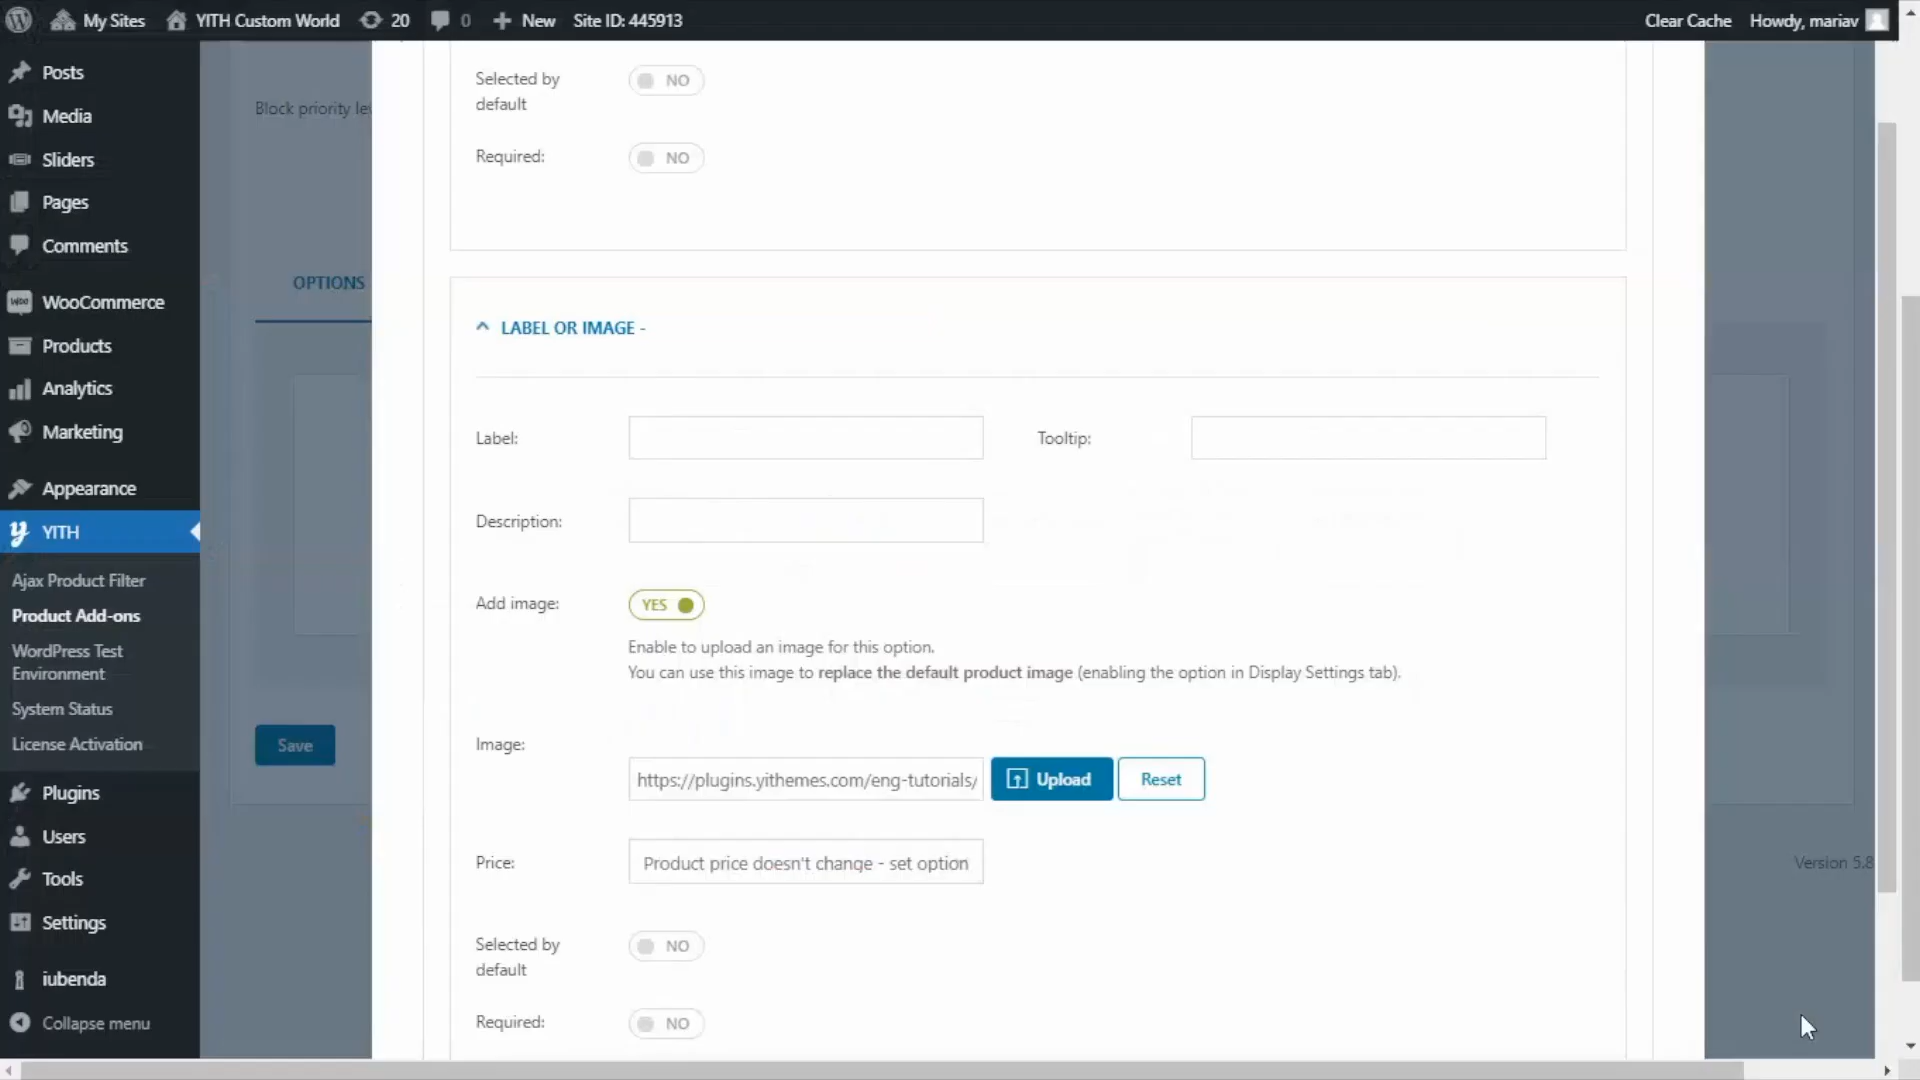 My Sites
YITH Custom World
20
0
New
Site ID: 445913
Clear Cache
Howdy, mariav
Posts
Media
Sliders
Pages
Comments
WooCommerce
Products
Analytics
Marketing
Appearance
YITH
Ajax Product Filter
Product Add-ons
WordPress Test
Environment
System Status
License Activation
Plugins
Users
Tools
Settings
iubenda
Collapse menu
Block priority
OPTIONS
Save
Selected by
default
NO
Required:
NO
LABEL OR IMAGE -
Label:
Tooltip:
Description:
Add image:
YES
Enable to upload an image for this option.
You can use this image to replace the default product image (enabling the option in Display Settings tab).
Image:
https://plugins.yithemes.com/eng-tutorials/
Upload
Reset
Price:
Product price doesn't change - set option
Selected by
default
NO
Required:
NO
Version 5.8